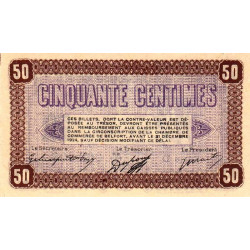 50 50
CINQUANTE CENTIMES
CES BILLETS, DONT LA CONTRE-VALEUR EST DÉ-
POSÉE AU TRÉSOR, DEVRONT ÊTRE PRÉSENTÉS
AU REMBOURSEMENT AUX CAISSES PUBLIQUES
DANS LA CIRCONSCRIPTION DE LA CHAMBRE DE
COMMERCE DE BELFORT, AVANT LE 31 DÉCEMBRE
SAUF DÉCISION MODIFICATIVE DE CE DÉLAI.
Le Secrétaire Le Trésorier Le Président
50 50